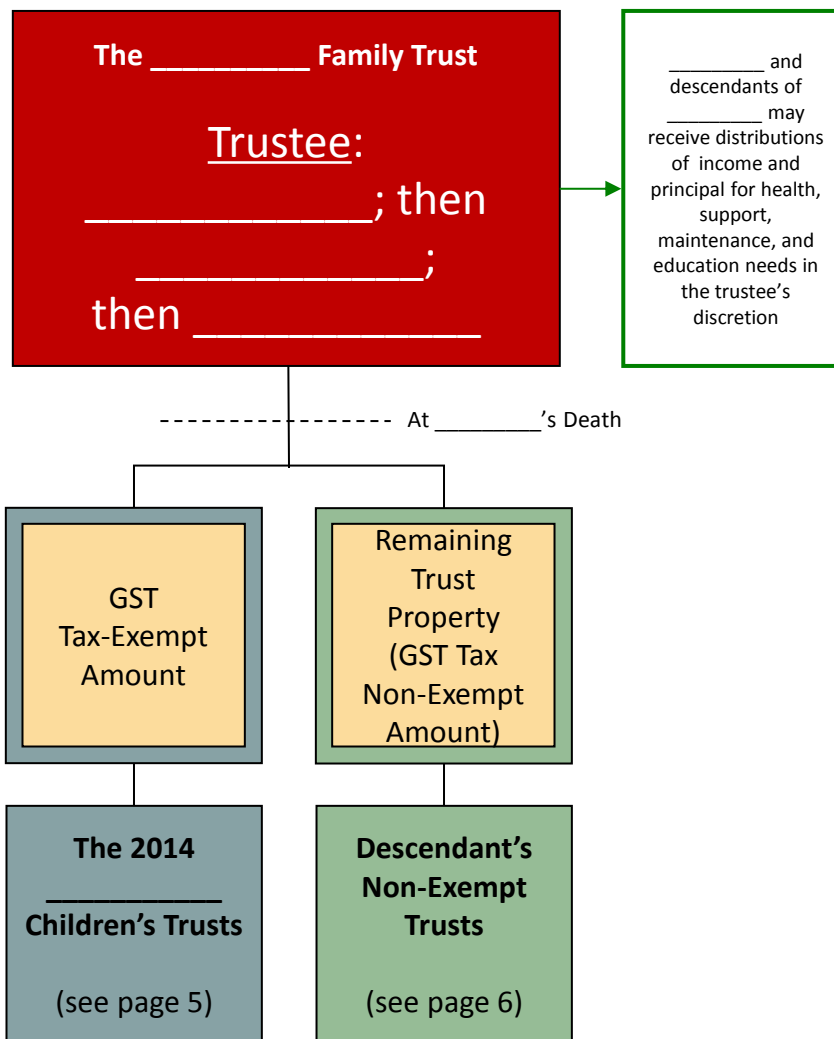 The __________ Family Trust
Trustee:
____________; then
____________;
then ____________
_________ and
descendants of
_________ may
receive distributions
of income and
principal for health,
support,
maintenance, and
education needs in
the trustee’s
discretion
At _________’s Death
GST
Tax-Exempt
Amount
Remaining
Trust
Property
(GST Tax
Non-Exempt
Amount)
The 2014
___________
Children’s Trusts
(see page 5)
Descendant’s
Non-Exempt
Trusts
(see page 6)